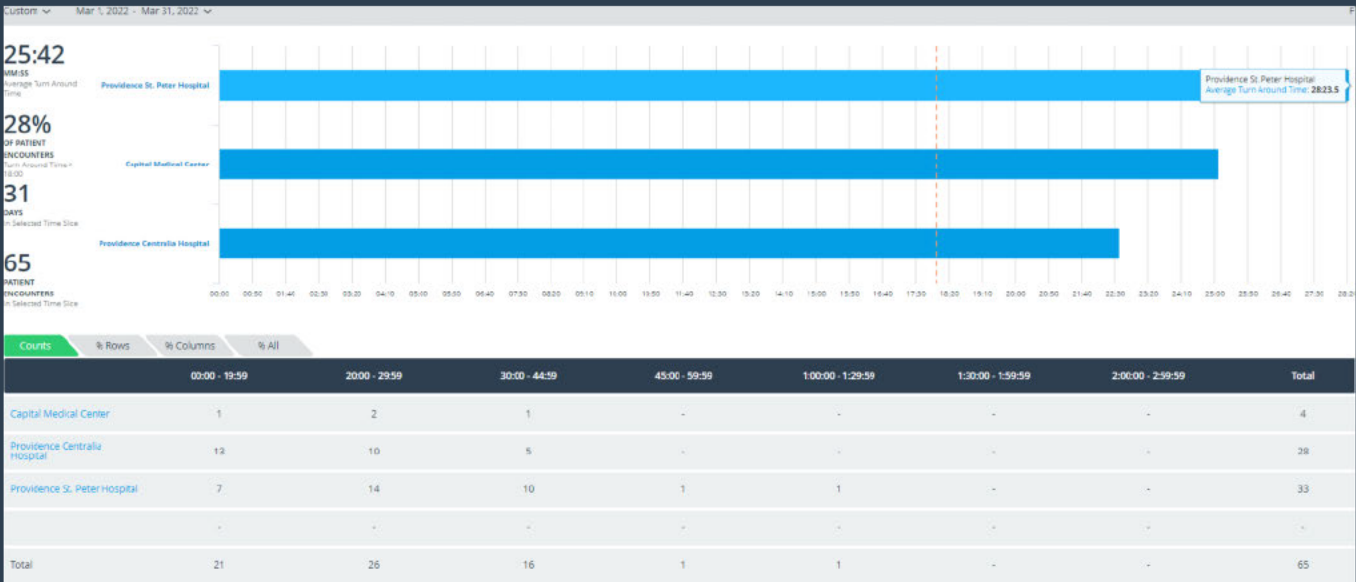 Custom Mar 1, 2022 - Mar 31, 2022
25:42
MM:SS
Average Turn Around
Time
28%
OF PATIENT
ENCOUNTERS
Turn Around Time >
18:00
31
DAYS
In Selected Time Slice
65
PATIENT
ENCOUNTERS
In Selected Time Slice
Providence St. Peter Hospital
Capital Medical Center
Providence Centralia Hospital
Providence St. Peter Hospital
Average Turn Around Time: 28:23.5
00:00 00:50 01:40 02:30 03:20 04:10 05:00 05:50 06:40 07:30 08:20 09:10 10:00 10:50 11:40 12:30 13:20 14:10 15:00 15:50 16:40 17:30 18:20 19:10 20:00 20:50 21:40 22:30 23:20 24:10 25:00 25:50 26:40 27:30 28:2
Counts % Rows % Columns % All
00:00 - 19:59 20:00 - 29:59 30:00 - 44:59 45:00 - 59:59 1:00:00 - 1:29:59 1:30:00 - 1:59:59 2:00:00 - 2:59:59 Total
Capital Medical Center 1 2 1 - - - - 4
Providence Centralia
Hospital 13 10 5 - - - - 28
Providence St. Peter Hospital 7 14 10 1 1 - - 33
- - - - - - - -
Total 21 26 16 1 1 - - 65